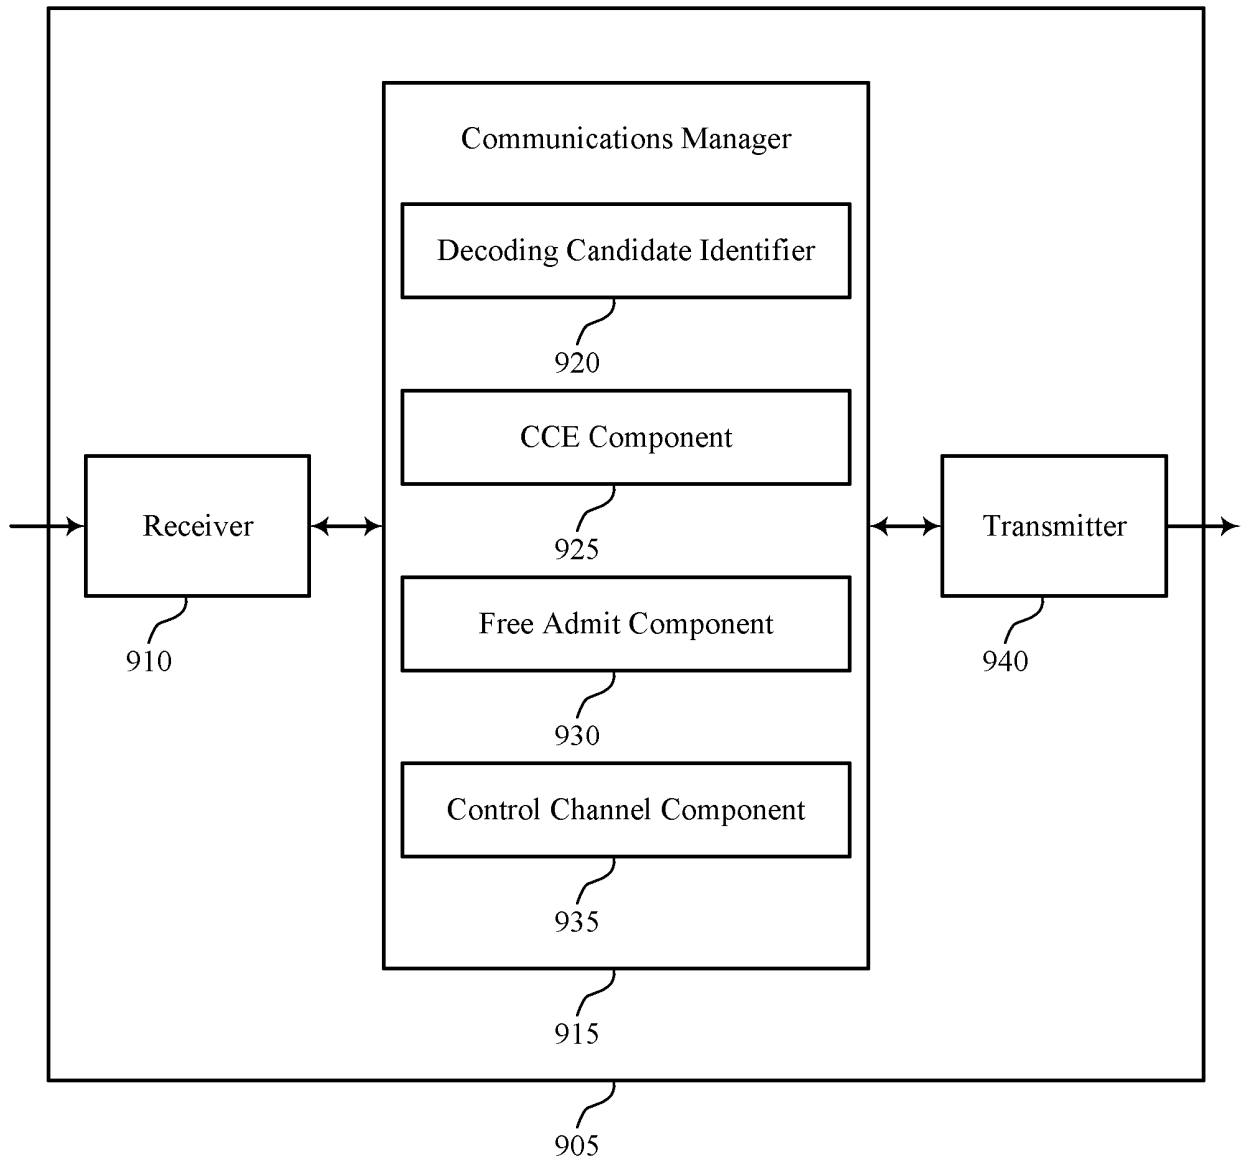 Communications Manager
Decoding Candidate Identifier
920
CCE Component
925
Receiver
910
Transmitter
940
Free Admit Component
930
Control Channel Component
935
915
905